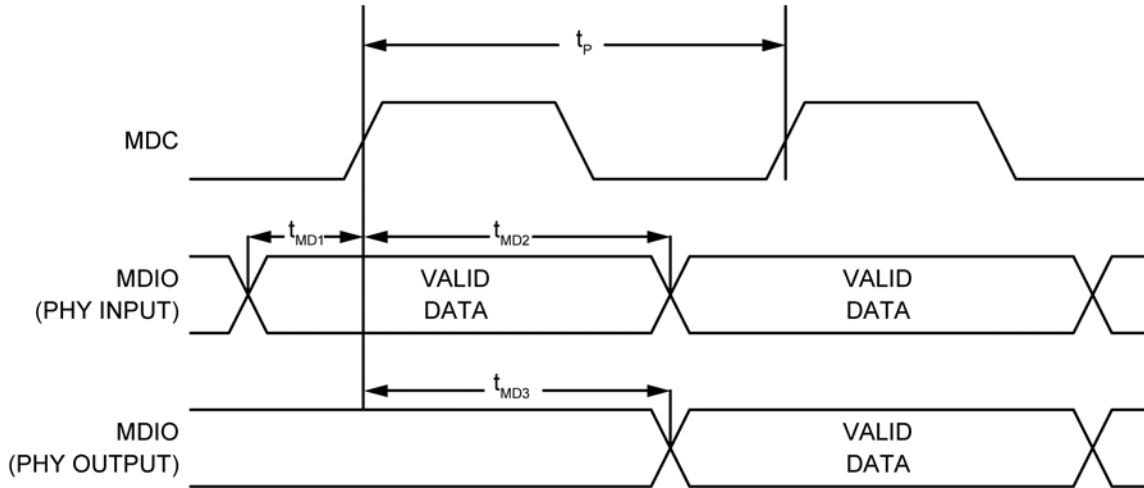 tP
MDC
tMD1
tMD2
MDIO
(PHY INPUT)
VALID
DATA
VALID
DATA
tMD3
MDIO
(PHY OUTPUT)
VALID
DATA